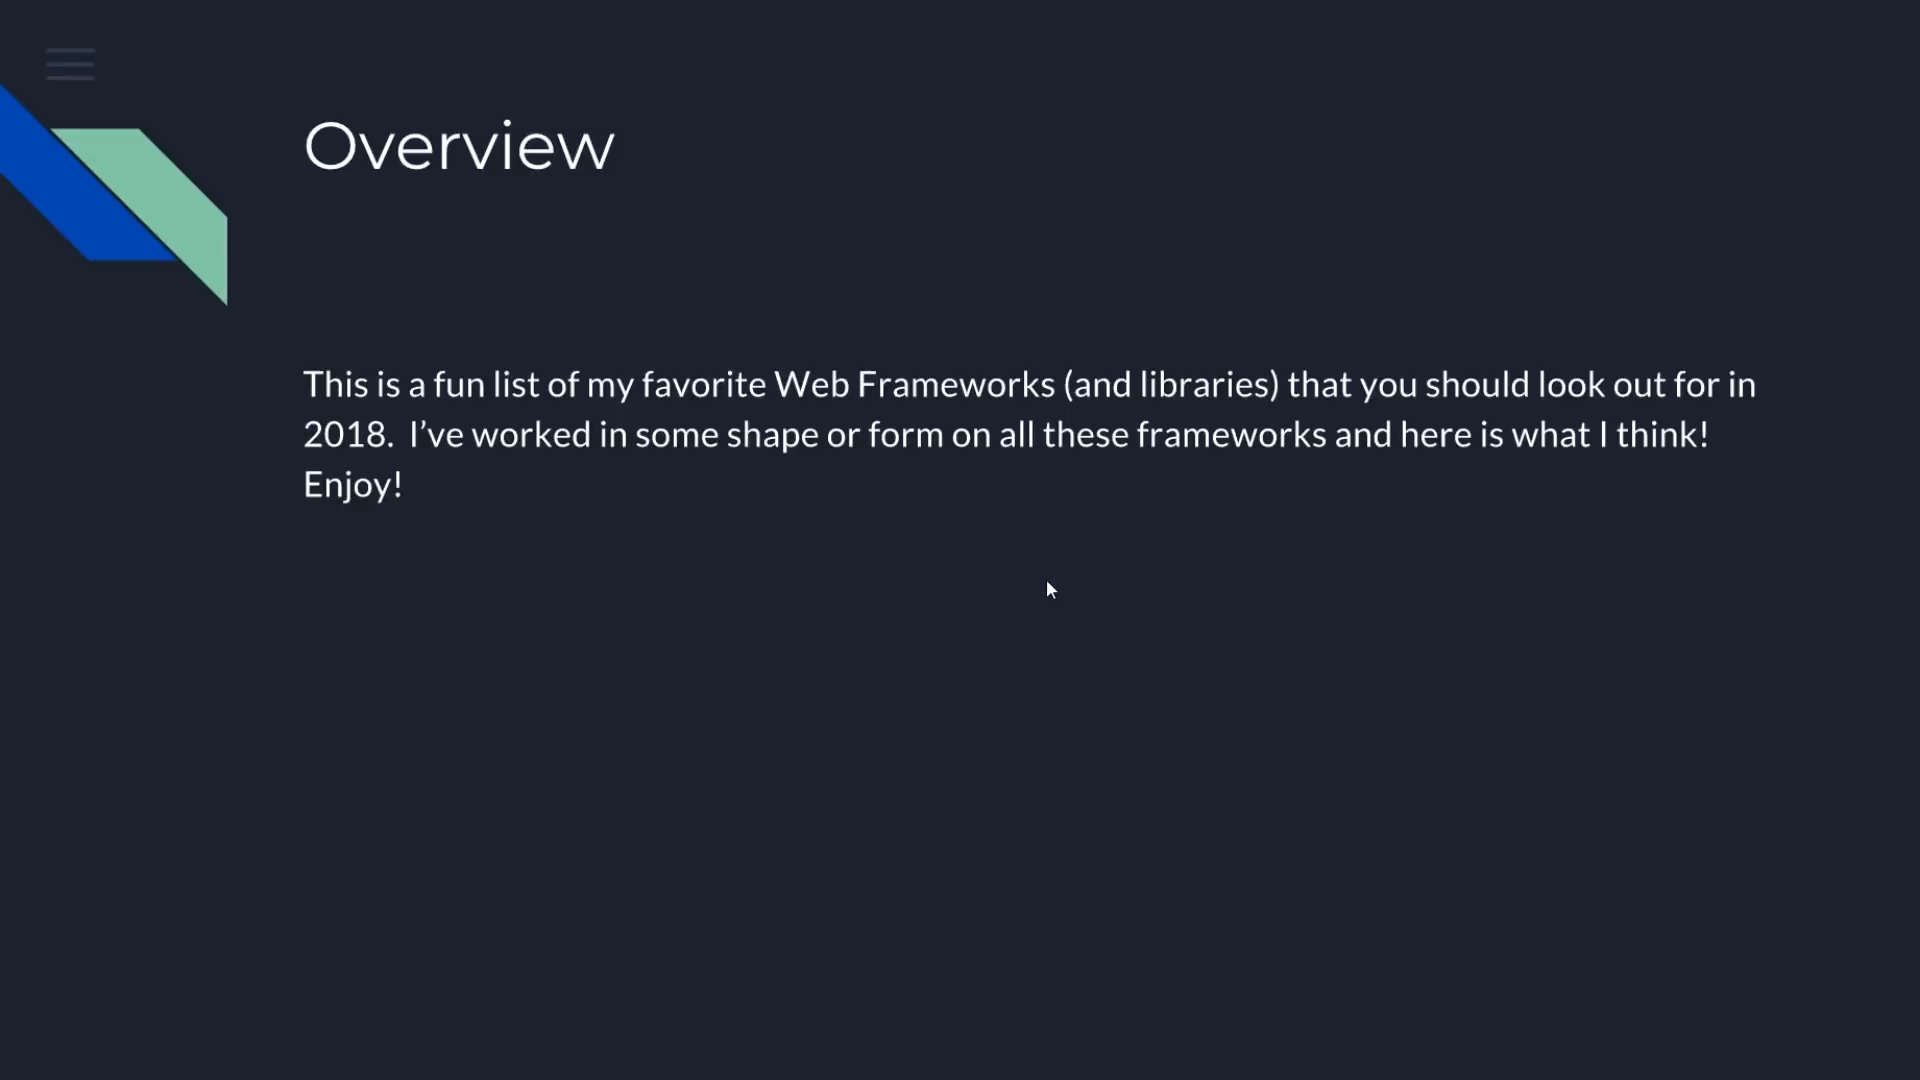 Overview
This is a fun list of my favorite Web Frameworks (and libraries) that you should look out for in
2018.  I’ve worked in some shape or form on all these frameworks and here is what I think!
Enjoy!